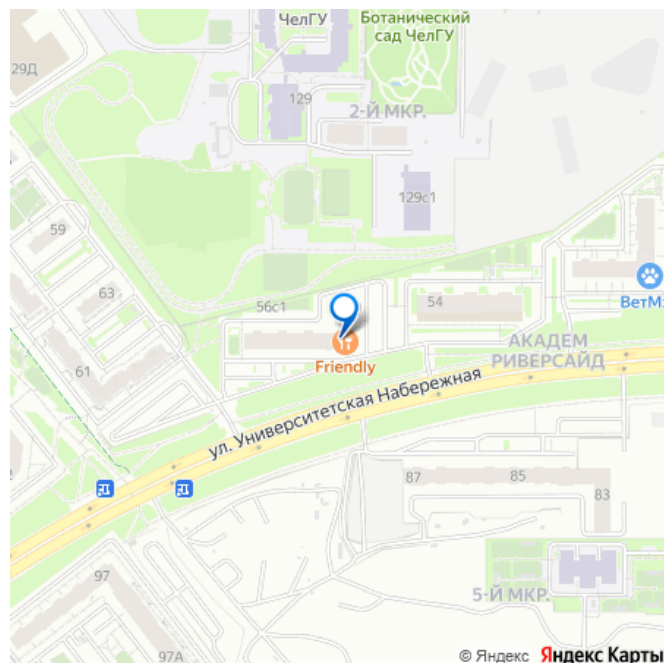 ЧелГУ
Ботанический
сад ЧелГУ
29Д
129
2-Й МКР.
129с1
59
63
56с1
54
ВетМ
61
Friendly
АКАДЕМ
РИВЕРСАЙД
ул. Университетская Набережная
87
85
83
97
5-Й МКР.
97А
© Яндекс Яндекс Карты